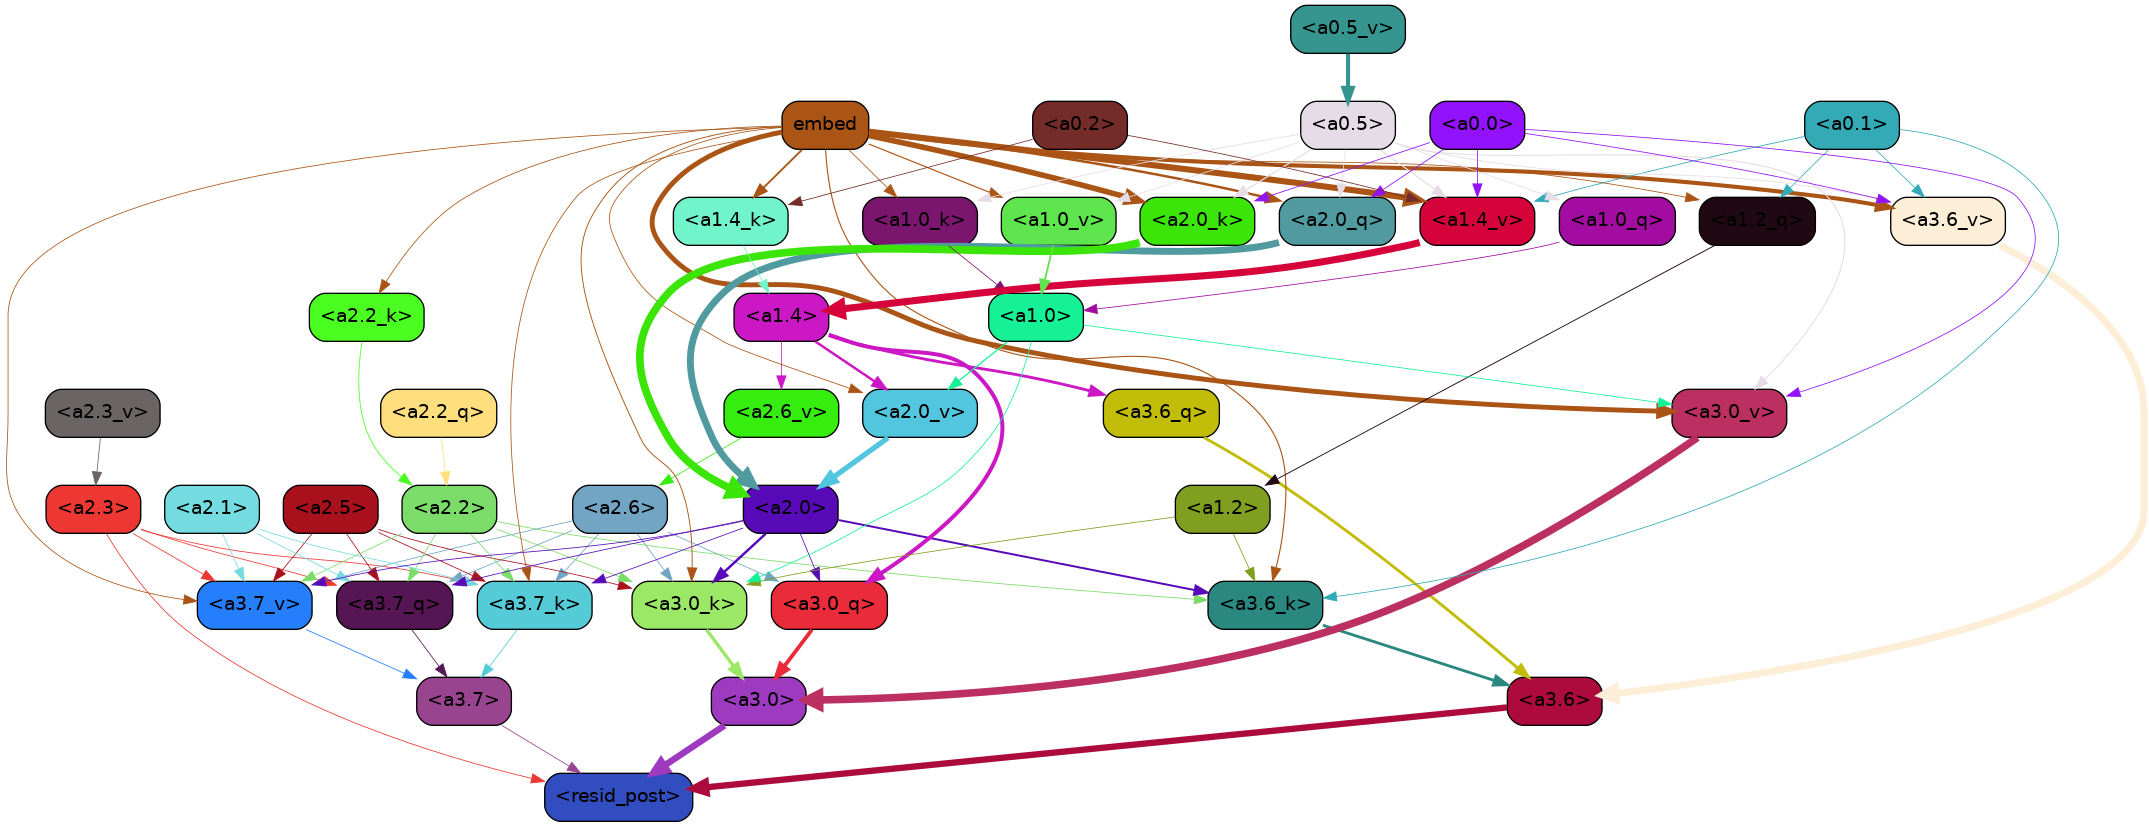 <a0.5_v>
embed
<a0.2>
<a0.5>
<a0.0>
<a0.1>
<a1.4_k>
<a1.0_k>
<a1.0_v>
<a2.0_k>
<a2.0_q>
<a1.4_v>
<a1.0_q>
<a1.2_q>
<a3.6_v>
<a2.2_k>
<a1.4>
<a1.0>
<a2.3_v>
<a2.2_q>
<a2.6_v>
<a2.0_v>
<a3.6_q>
<a3.0_v>
<a2.3>
<a2.1>
<a2.5>
<a2.2>
<a2.6>
<a2.0>
<a1.2>
<a3.7_v>
<a3.7_q>
<a3.7_k>
<a3.0_k>
<a3.0_q>
<a3.6_k>
<a3.7>
<a3.0>
<a3.6>
<resid_post>